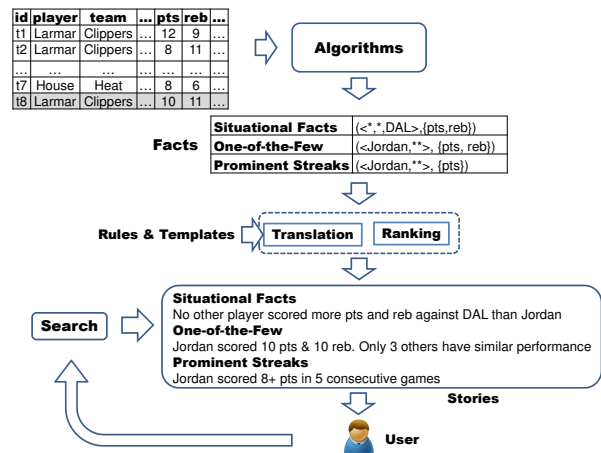 id player team ... pts reb ...
t1 Larmar Clippers ... 12 9 ...
t2 Larmar Clippers ... 8 11 ...
... ... ... ... ... ... ...
t7 House Heat ... 8 6 ...
t8 Larmar Clippers ... 10 11 ...
Algorithms
Facts
Situational Facts (<*,*,DAL>,{pts,reb})
One-of-the-Few (<Jordan,**>, {pts, reb})
Prominent Streaks (<Jordan,**>, {pts})
Rules & Templates
Translation
Ranking
Search
Situational Facts
No other player scored more pts and reb against DAL than Jordan
One-of-the-Few
Jordan scored 10 pts & 10 reb. Only 3 others have similar performance
Prominent Streaks
Jordan scored 8+ pts in 5 consecutive games
Stories
User